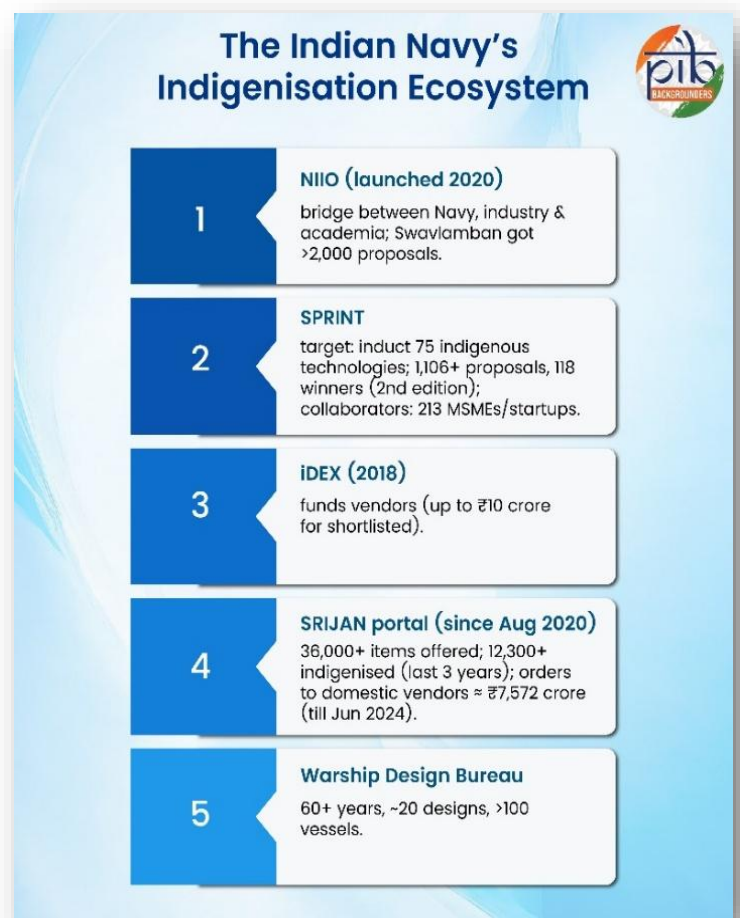 The Indian Navy's
Indigenisation Ecosystem
pib
BACKGROUNDERS
1
NIIO (launched 2020)
bridge between Navy, industry &
academia; Swavlamban got
>2,000 proposals.
2
SPRINT
target: induct 75 indigenous
technologies; 1,106+ proposals, 118
winners (2nd edition);
collaborators: 213 MSMEs/startups.
3
iDEX (2018)
funds vendors (up to ₹10 crore
for shortlisted).
4
SRIJAN portal (since Aug 2020)
36,000+ items offered; 12,300+
indigenised (last 3 years); orders
to domestic vendors ≈ ₹7,572 crore
(till Jun 2024).
5
Warship Design Bureau
60+ years, ~20 designs, >100
vessels.